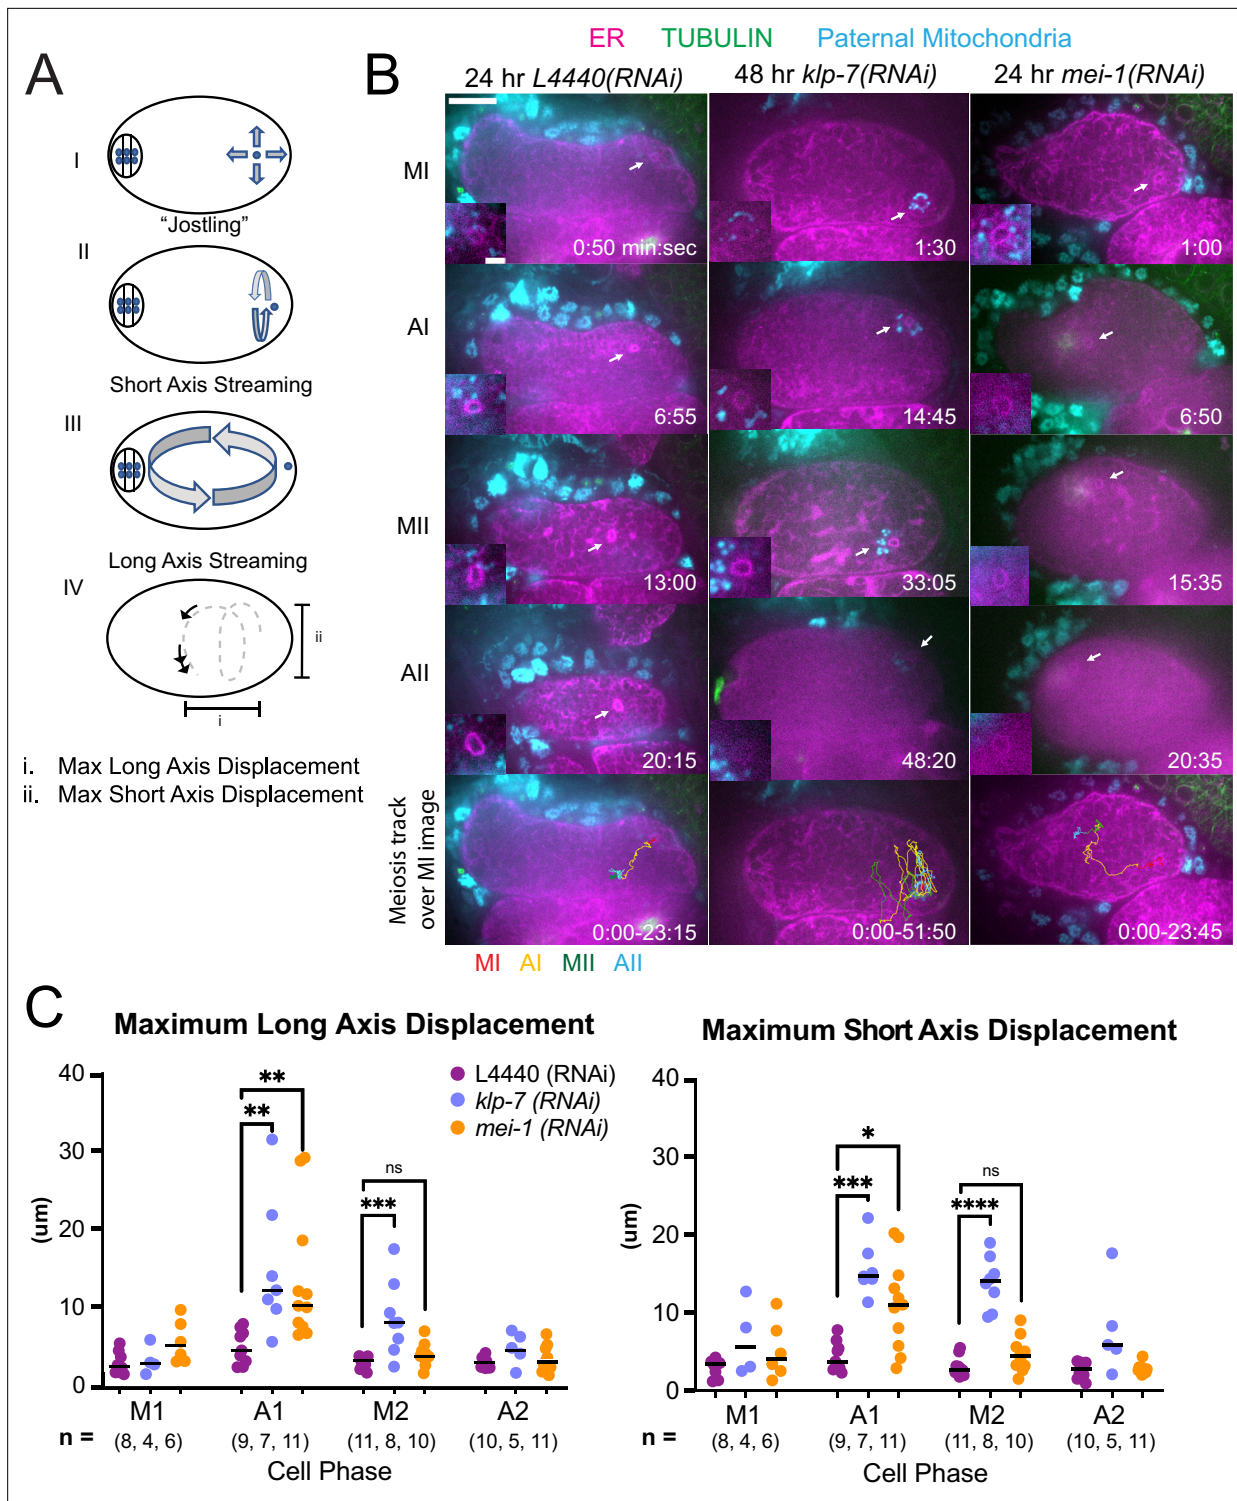 A
I
"Jostling"
II
Short Axis Streaming
III
Long Axis Streaming
IV
ii
i
i. Max Long Axis Displacement
ii. Max Short Axis Displacement
B
ER TUBULIN Paternal Mitochondria
24 hr L4440(RNAi) 48 hr klp-7(RNAi) 24 hr mei-1(RNAi)
MI
0:50 min:sec 1:30 1:00
AI
6:55 14:45 6:50
MII
13:00 33:05 15:35
AII
20:15 48:20 20:35
Meiosis track
over MI image
0:00-23:15 0:00-51:50 0:00-23:45
MI AI MII AII
C
Maximum Long Axis Displacement
40
30
20
10
0
(um)
** 
**
ns
***
L4440 (RNAi)
klp-7 (RNAi)
mei-1 (RNAi)
M1 A1 M2 A2
n = (8, 4, 6) (9, 7, 11) (11, 8, 10) (10, 5, 11)
Cell Phase
Maximum Short Axis Displacement
40
30
20
10
0
(um)
*
***
ns
****
M1 A1 M2 A2
n = (8, 4, 6) (9, 7, 11) (11, 8, 10) (10, 5, 11)
Cell Phase